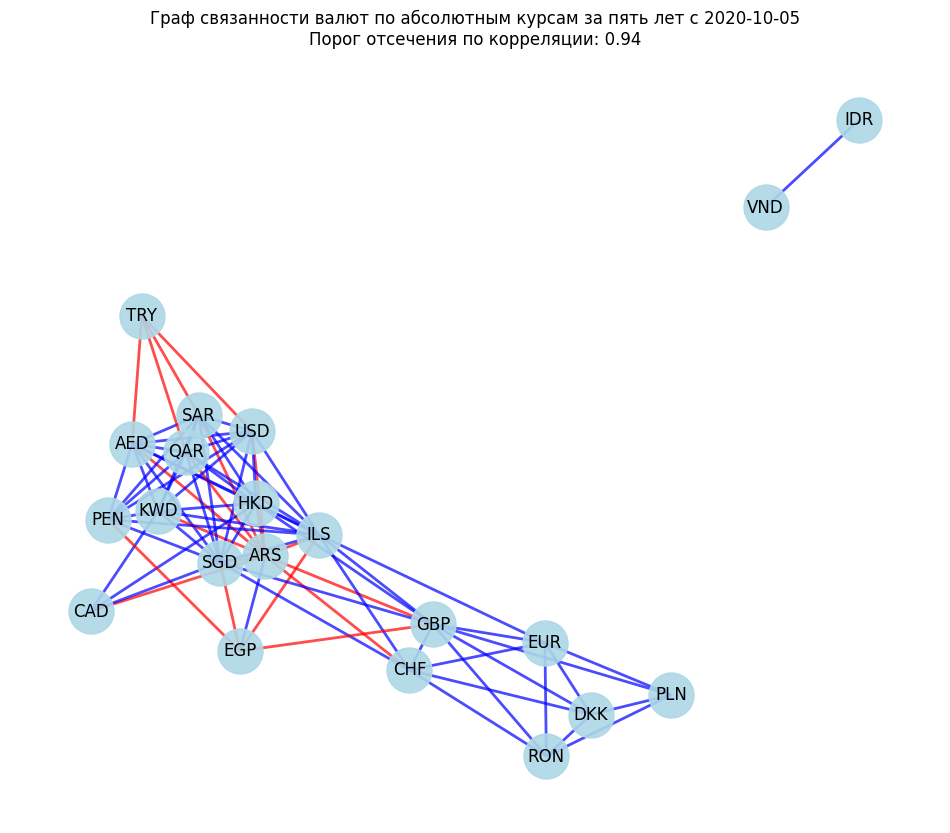 Граф связанности валют по абсолютным курсам за пять лет с 2020-10-05
Порог отсечения по корреляции: 0.94
IDR
VND
TRY
SAR
USD
AED
QAR
HKD
KWD
PEN
ILS
ARS
SGD
CAD
GBP
EUR
EGP
CHF
PLN
DKK
RON